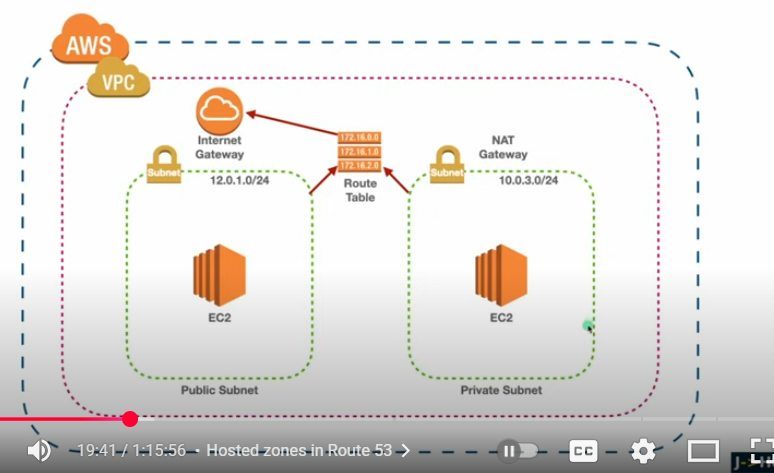 AWS
VPC
Internet
Gateway
172.16.0.0
172.16.1.0
172.16.2.0
Route
Table
NAT
Gateway
Subnet
12.0.1.0/24
Subnet
10.0.3.0/24
EC2
EC2
Public Subnet
Private Subnet
19:41 / 1:15:56 • Hosted zones in Route 53 >
CC